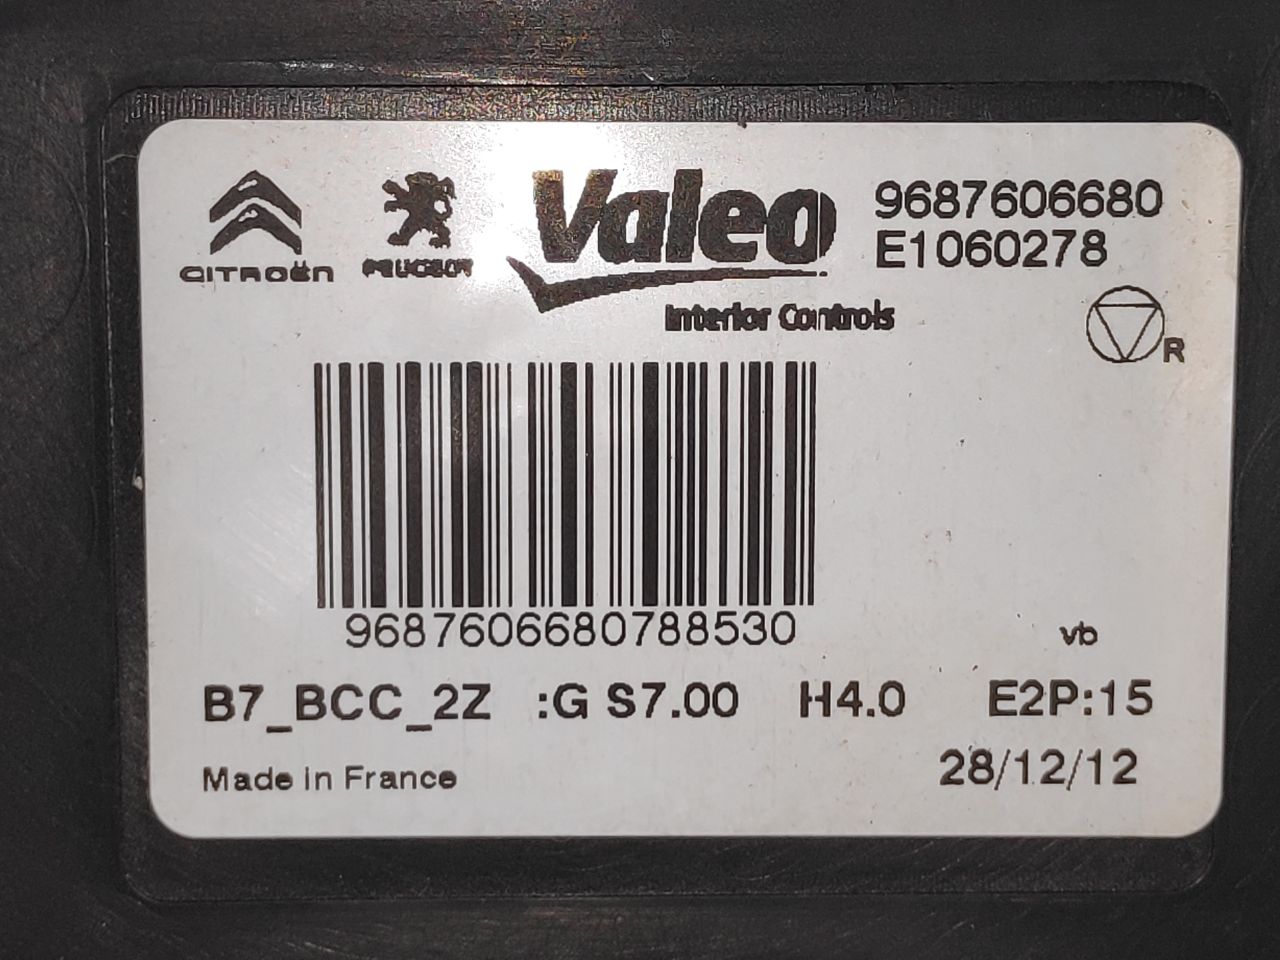 CITROËN PEUGEOT Valeo 9687606680
E1060278
Interior Controls
R
9687606680788530
vb
B7_BCC_2Z :G S7.00 H4.0 E2P:15
Made in France 28/12/12